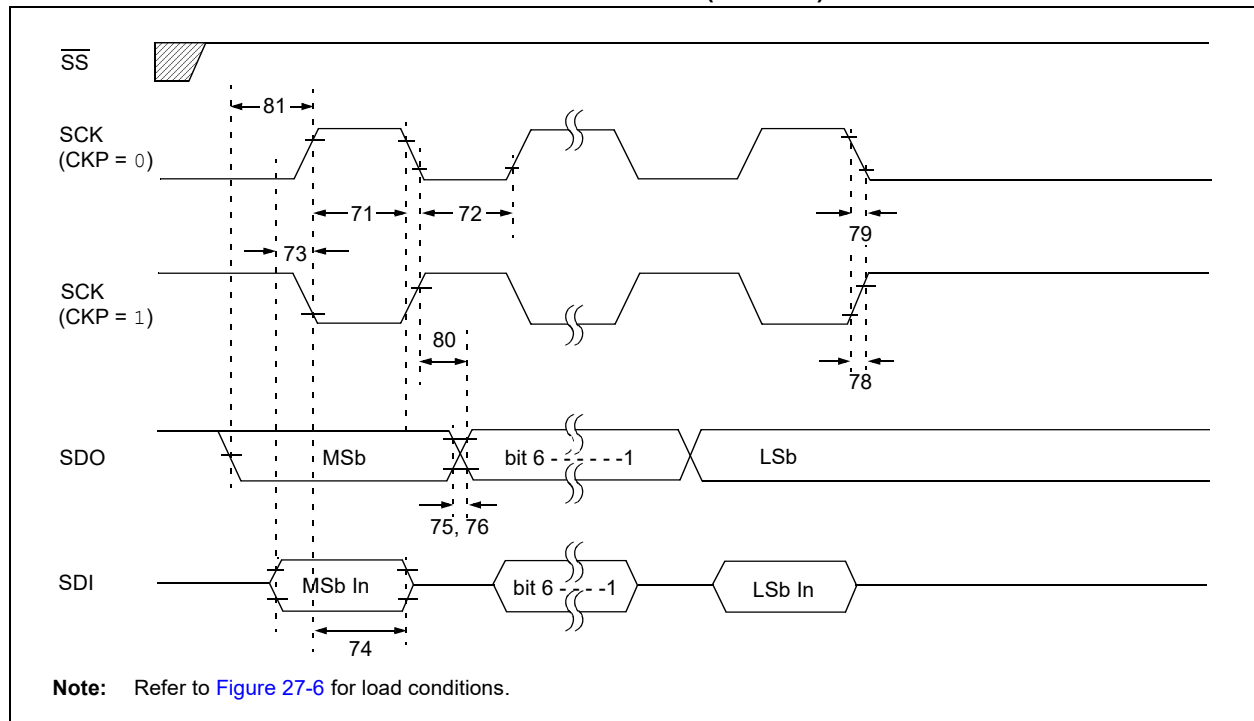 SS
81
SCK
(CKP = 0)
71
72
79
73
SCK
(CKP = 1)
80
78
SDO
MSb
bit 6 - - - - - -1
LSb
75, 76
SDI
MSb In
bit 6 - - - - -1
LSb In
74
Note: Refer to Figure 27-6 for load conditions.